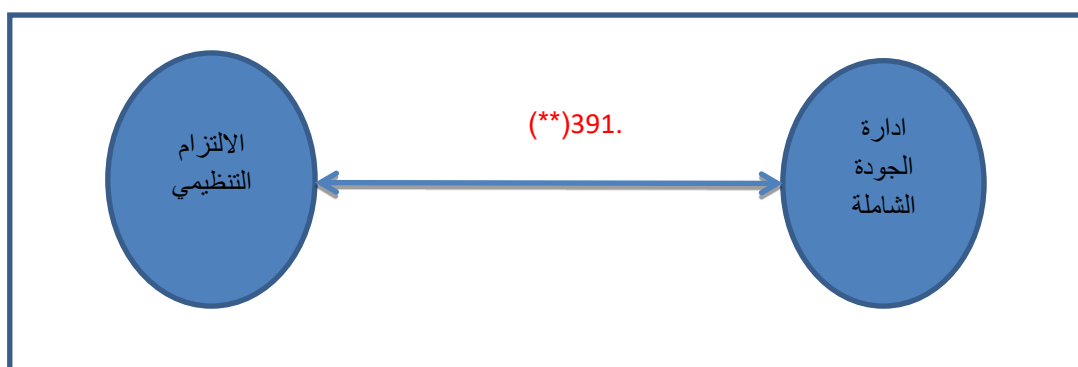 ادارة
الجودة
الشاملة
(**)391.
الالتزام
التنظيمي